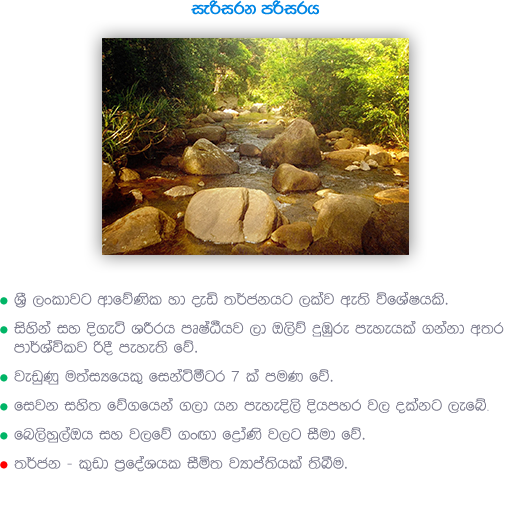 සැරිසරන පරිසරය
ශ්‍රී ලංකාවට ආවේණික හා දැඩි තර්ජනයට ලක්ව ඇති විශේෂයකි.
සිහින් සහ දිගැටි ශරීරය පෘෂ්ඨීයව ලා ඔලිව් දුඹුරු පැහැයක් ගන්නා අතර
පාර්ශ්විකව රිදී පැහැති වේ.
වැඩුණු මත්ස්‍යයෙකු සෙන්ටිමීටර 7 ක් පමණ වේ.
සෙවන සහිත වේගයෙන් ගලා යන පැහැදිලි දියපහර වල දක්නට ලැබේ.
බෙලිහුල්ඔය සහ වලවේ ගංඟා ද්‍රෝණි වලට සීමා වේ.
තර්ජන - කුඩා ප්‍රදේශයක සීමිත ව්‍යාප්තියක් තිබීම.